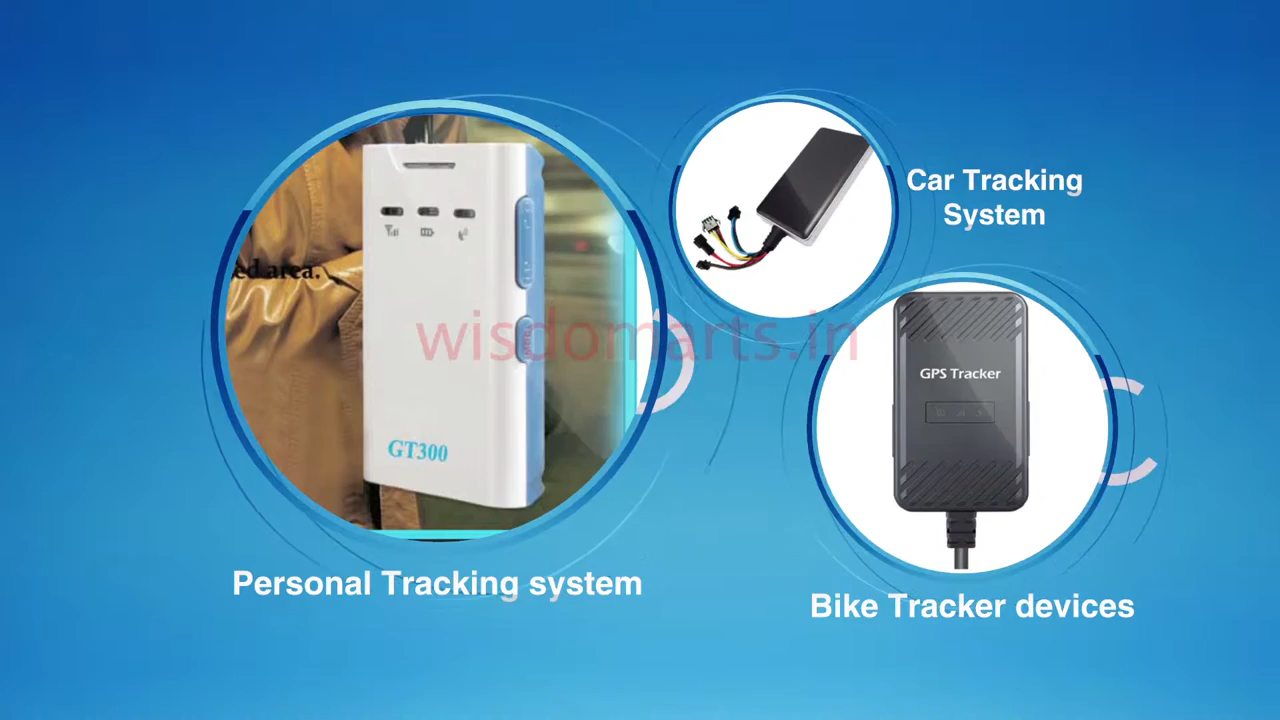 ed area.
GT300
Personal Tracking system
Car Tracking
System
GPS Tracker
Bike Tracker devices
wisdomarts.in